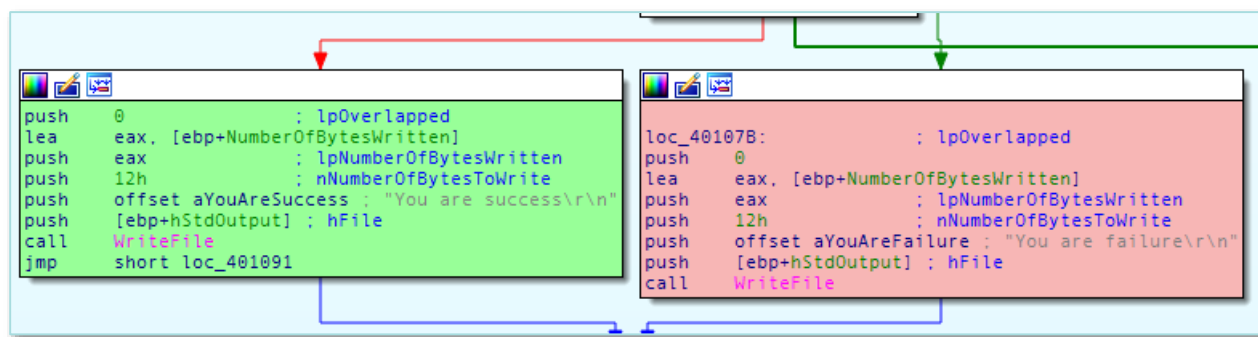 push 0 ; lpOverlapped
lea eax, [ebp+NumberOfBytesWritten]
push eax ; lpNumberOfBytesWritten
push 12h ; nNumberOfBytesToWrite
push offset aYouAreSuccess ; "You are success\r\n"
push [ebp+hStdOutput] ; hFile
call WriteFile
jmp short loc_401091
loc_40107B: ; lpOverlapped
push 0
lea eax, [ebp+NumberOfBytesWritten]
push eax ; lpNumberOfBytesWritten
push 12h ; nNumberOfBytesToWrite
push offset aYouAreFailure ; "You are failure\r\n"
push [ebp+hStdOutput] ; hFile
call WriteFile